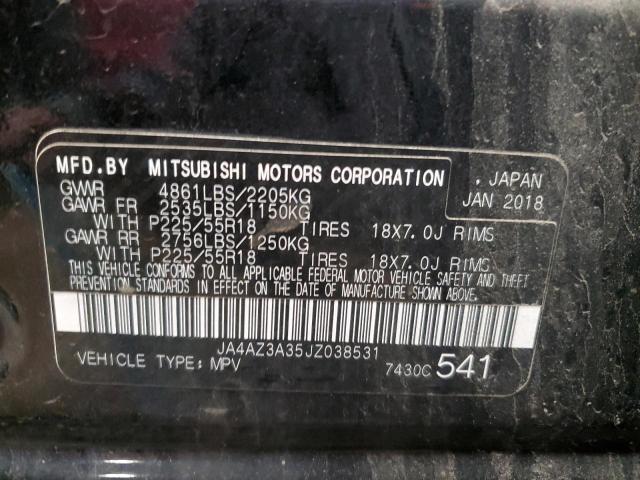 MFD.BY MITSUBISHI MOTORS CORPORATION , JAPAN
GVWR 4861LBS/2205KG JAN 2018
GAWR FR 2535LBS/1150KG
WITH P225/55R18 TIRES 18X7.0J RIMS
GAWR RR 2756LBS/1250KG
WITH P225/55R18 TIRES 18X7.0J RIMS
THIS VEHICLE CONFORMS TO ALL APPLICABLE FEDERAL MOTOR VEHICLE SAFETY AND THEFT
PREVENTION STANDARDS IN EFFECT ON THE DATE OF MANUFACTURE SHOWN ABOVE.
JA4AZ3A35JZ038531
VEHICLE TYPE: MPV 7430C 541